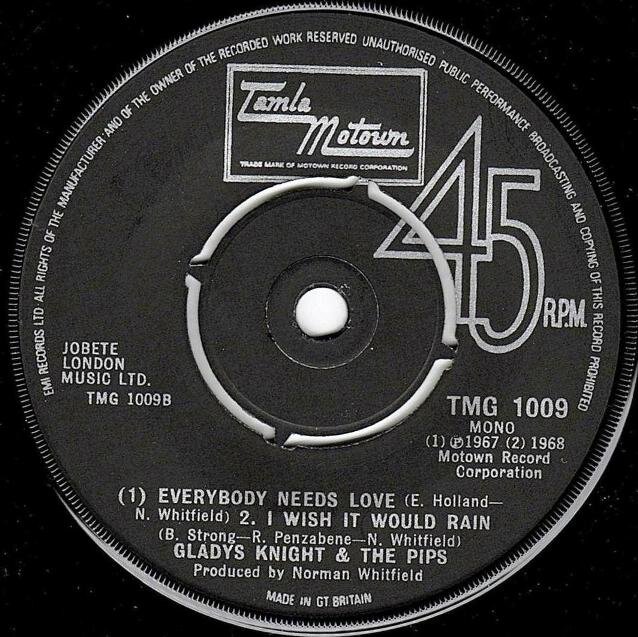 EMI RECORDS LTD ALL RIGHTS OF THE MANUFACTURER AND OF THE OWNER OF THE RECORDED WORK RESERVED UNAUTHORISED PUBLIC PERFORMANCE BROADCASTING AND COPYING OF THIS RECORD PROHIBITED
Tamla
Motown
TRADE MARK OF MOTOWN RECORD CORPORATION
45
R.P.M.
JOBETE
LONDON
MUSIC LTD.
TMG 1009B
TMG 1009
MONO
(1) ℗1967 (2) 1968
Motown Record
Corporation
(1) EVERYBODY NEEDS LOVE (E. Holland—
N. Whitfield) 2. I WISH IT WOULD RAIN
(B. Strong—R. Penzabene—N. Whitfield)
GLADYS KNIGHT & THE PIPS
Produced by Norman Whitfield
MADE IN GT. BRITAIN